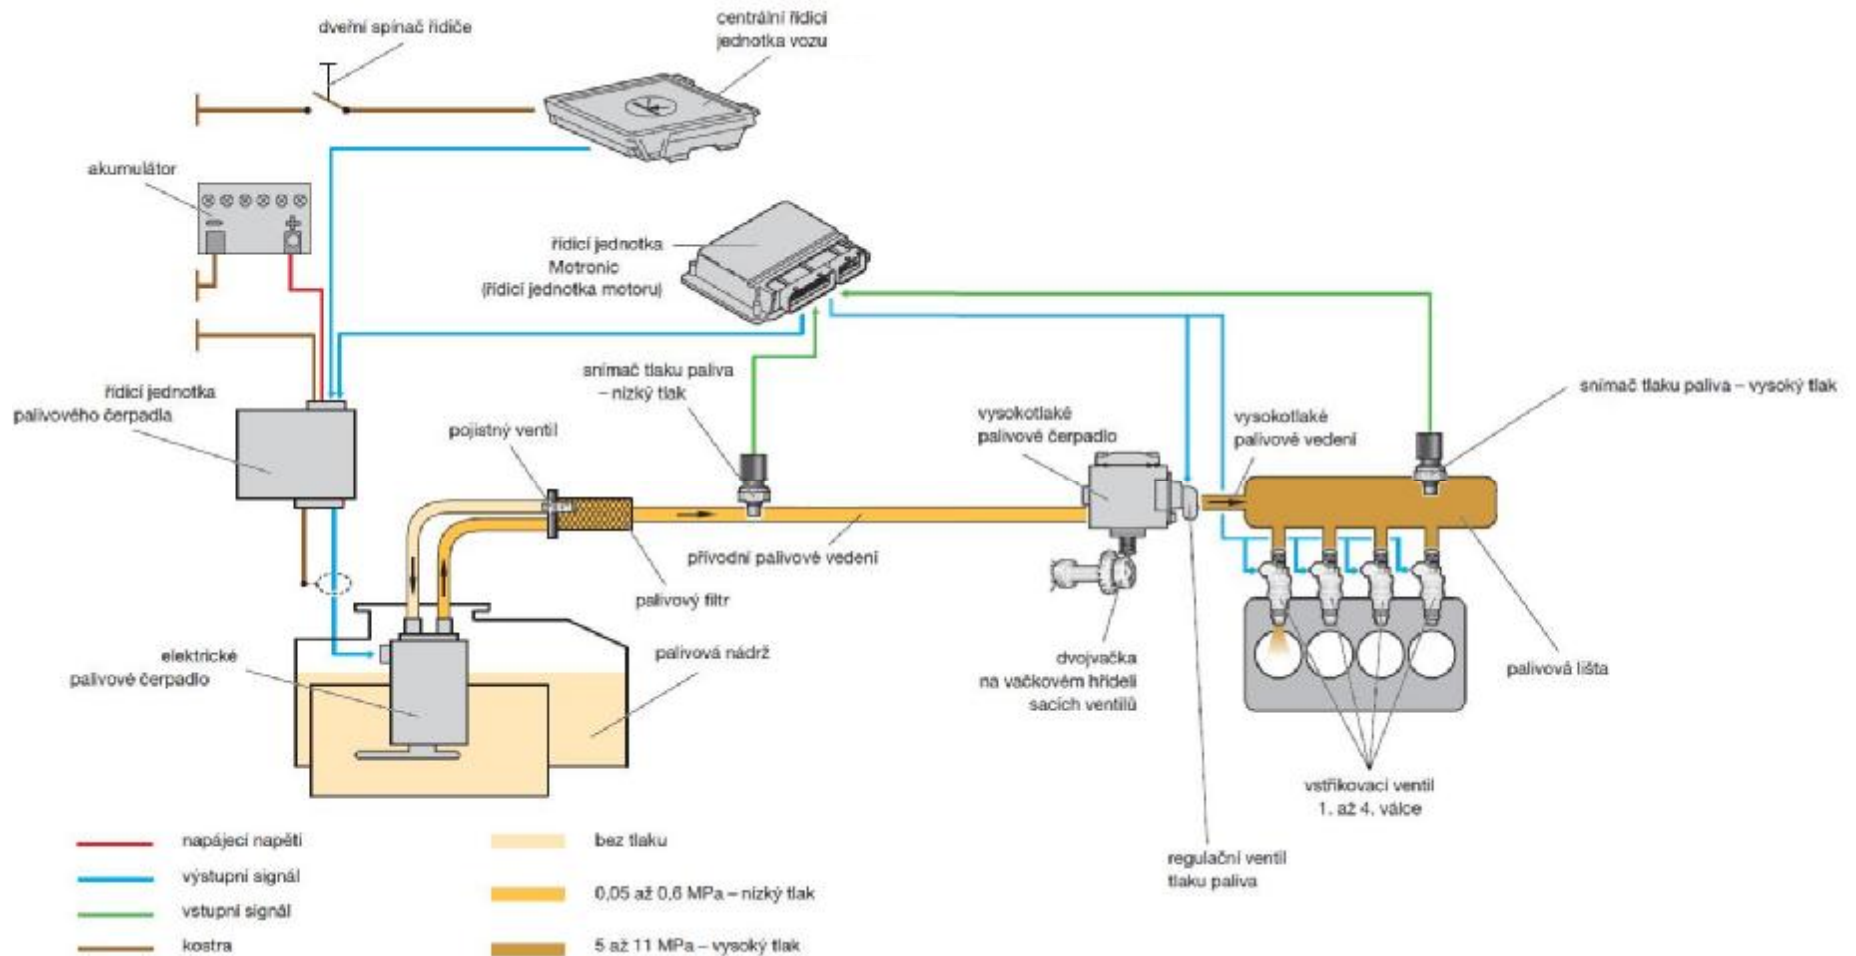 dveřní spínač řidiče
centrální řídicí
jednotka vozu
akumulátor
řídicí jednotka
Motronic
(řídicí jednotka motoru)
řídicí jednotka
palivového čerpadla
snímač tlaku paliva
– nízký tlak
pojistný ventil
vysokotlaké
palivové čerpadlo
vysokotlaké
palivové vedení
snímač tlaku paliva – vysoký tlak
přívodní palivové vedení
palivový filtr
elektrické
palivové čerpadlo
palivová nádrž
dvojvačka
na vačkovém hřídeli
sacích ventilů
palivová lišta
vstřikovací ventil
1. až 4. válce
regulační ventil
tlaku paliva
napájecí napětí
výstupní signál
vstupní signál
kostra
bez tlaku
0,05 až 0,6 MPa – nízký tlak
5 až 11 MPa – vysoký tlak